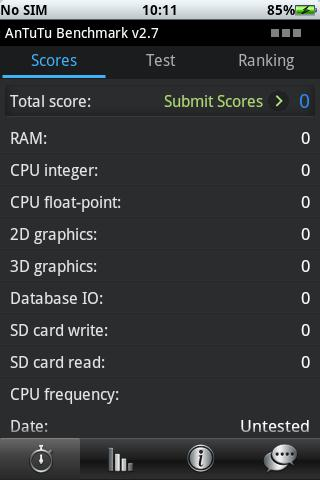 No SIM 10:11 85%
AnTuTu Benchmark v2.7
Scores Test Ranking
Total score: Submit Scores 0
RAM: 0
CPU integer: 0
CPU float-point: 0
2D graphics: 0
3D graphics: 0
Database IO: 0
SD card write: 0
SD card read: 0
CPU frequency:
Date: Untested